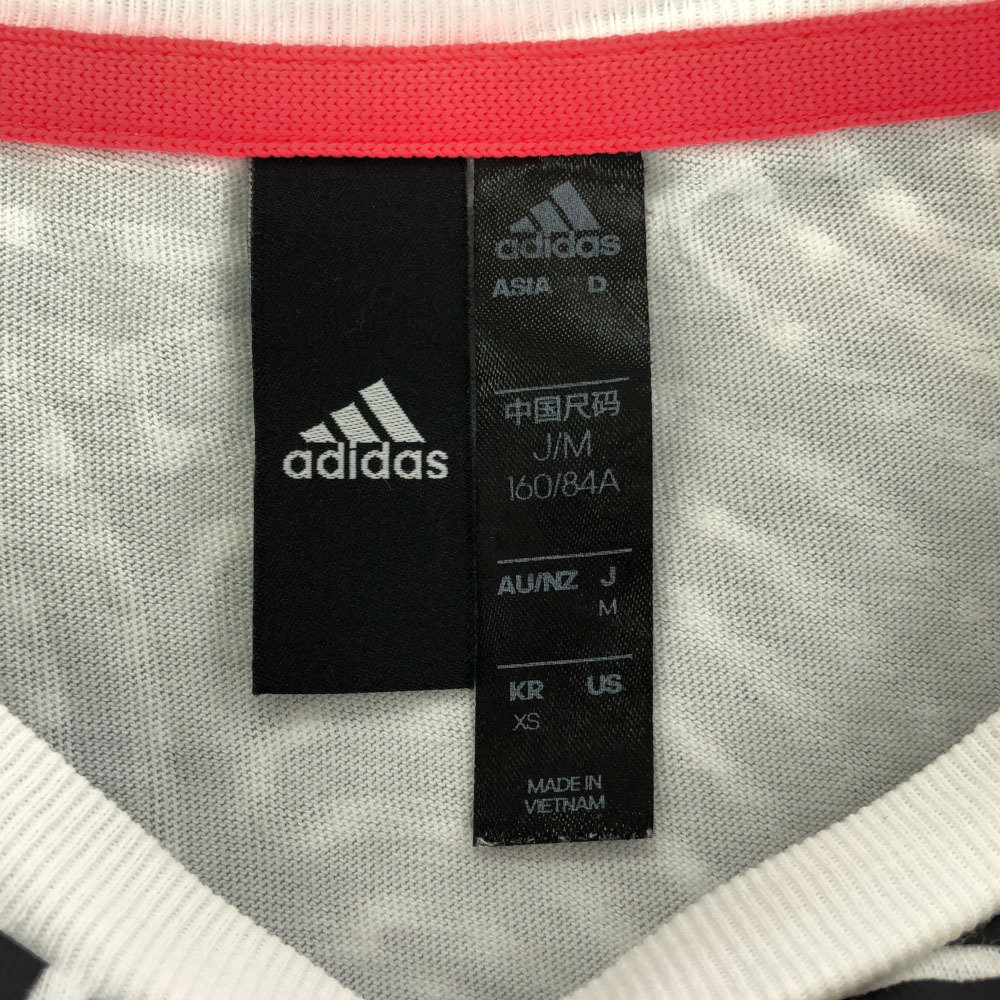 adidas
adidas
ASIA D
中国尺码
J/M
160/84A
AU/NZ J
M
KR US
XS
MADE IN
VIETNAM